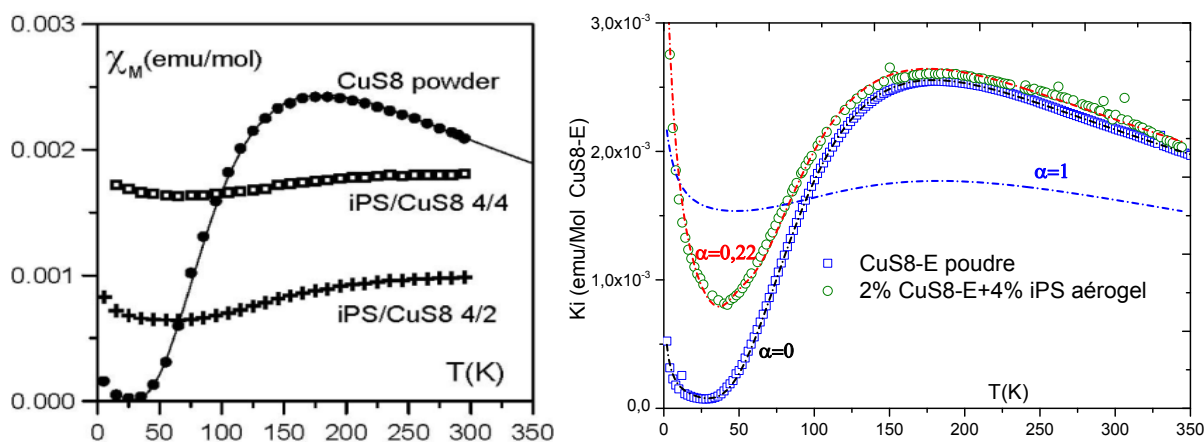 0.003
0.002
0.001
0.000
χM(emu/mol)
CuS8 powder
iPS/CuS8 4/4
iPS/CuS8 4/2
T(K)
0 50 100 150 200 250 300 350
3,0x10⁻³
2,0x10⁻³
1,0x10⁻³
0,0
Ki (emu/Mol CuS8-E)
α=1
α=0,22
α=0
CuS8-E poudre
2% CuS8-E+4% iPS aérogel
T(K)
0 50 100 150 200 250 300 350